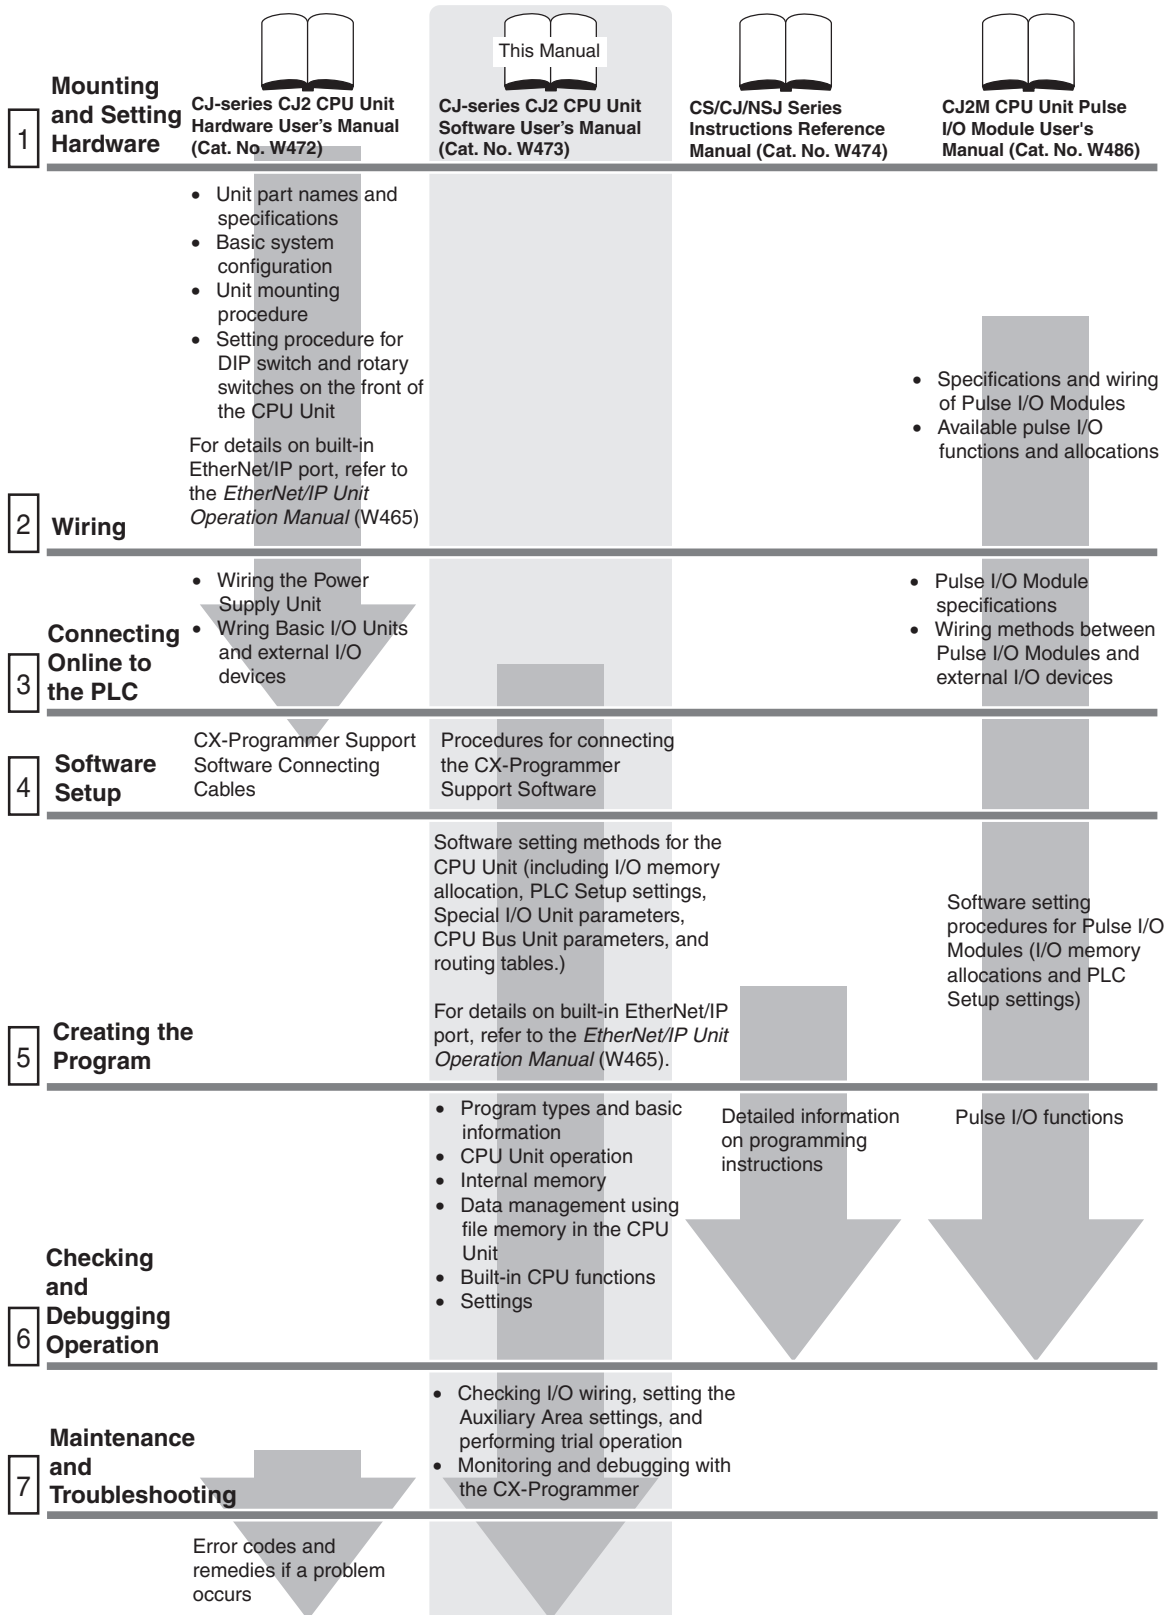 This Manual
1
Mounting
and Setting
Hardware
CJ-series CJ2 CPU Unit
Hardware User's Manual
(Cat. No. W472)
CJ-series CJ2 CPU Unit
Software User's Manual
(Cat. No. W473)
CS/CJ/NSJ Series
Instructions Reference
Manual (Cat. No. W474)
CJ2M CPU Unit Pulse
I/O Module User's
Manual (Cat. No. W486)
• Unit part names and
specifications
• Basic system
configuration
• Unit mounting
procedure
• Setting procedure for
DIP switch and rotary
switches on the front of
the CPU Unit
For details on built-in
EtherNet/IP port, refer to
the EtherNet/IP Unit
Operation Manual (W465)
• Specifications and wiring
of Pulse I/O Modules
• Available pulse I/O
functions and allocations
2
Wiring
• Wiring the Power
Supply Unit
• Wring Basic I/O Units
and external I/O
devices
• Pulse I/O Module
specifications
• Wiring methods between
Pulse I/O Modules and
external I/O devices
3
Connecting
Online to
the PLC
CX-Programmer Support
Software Connecting
Cables
Procedures for connecting
the CX-Programmer
Support Software
4
Software
Setup
Software setting methods for the
CPU Unit (including I/O memory
allocation, PLC Setup settings,
Special I/O Unit parameters,
CPU Bus Unit parameters, and
routing tables.)
For details on built-in EtherNet/IP
port, refer to the EtherNet/IP Unit
Operation Manual (W465).
Software setting
procedures for Pulse I/O
Modules (I/O memory
allocations and PLC
Setup settings)
5
Creating the
Program
• Program types and basic
information
• CPU Unit operation
• Internal memory
• Data management using
file memory in the CPU
Unit
• Built-in CPU functions
• Settings
Detailed information
on programming
instructions
Pulse I/O functions
6
Checking
and
Debugging
Operation
• Checking I/O wiring, setting the
Auxiliary Area settings, and
performing trial operation
• Monitoring and debugging with
the CX-Programmer
7
Maintenance
and
Troubleshooting
Error codes and
remedies if a problem
occurs